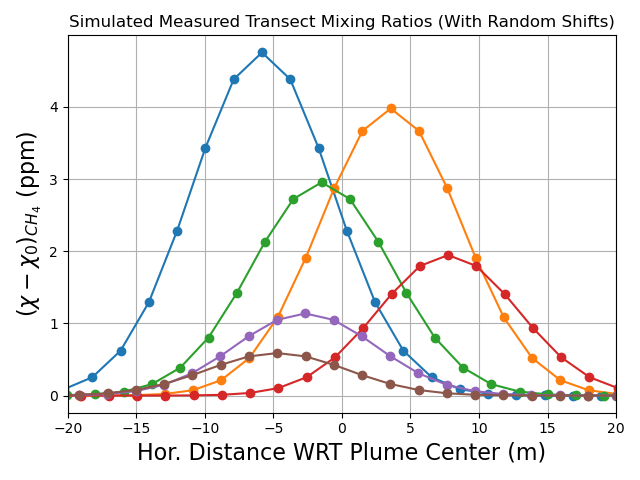 Simulated Measured Transect Mixing Ratios (With Random Shifts)
(χ − χ₀)_{CH₄} (ppm)
4
3
2
1
0
−20 −15 −10 −5 0 5 10 15 20
Hor. Distance WRT Plume Center (m)